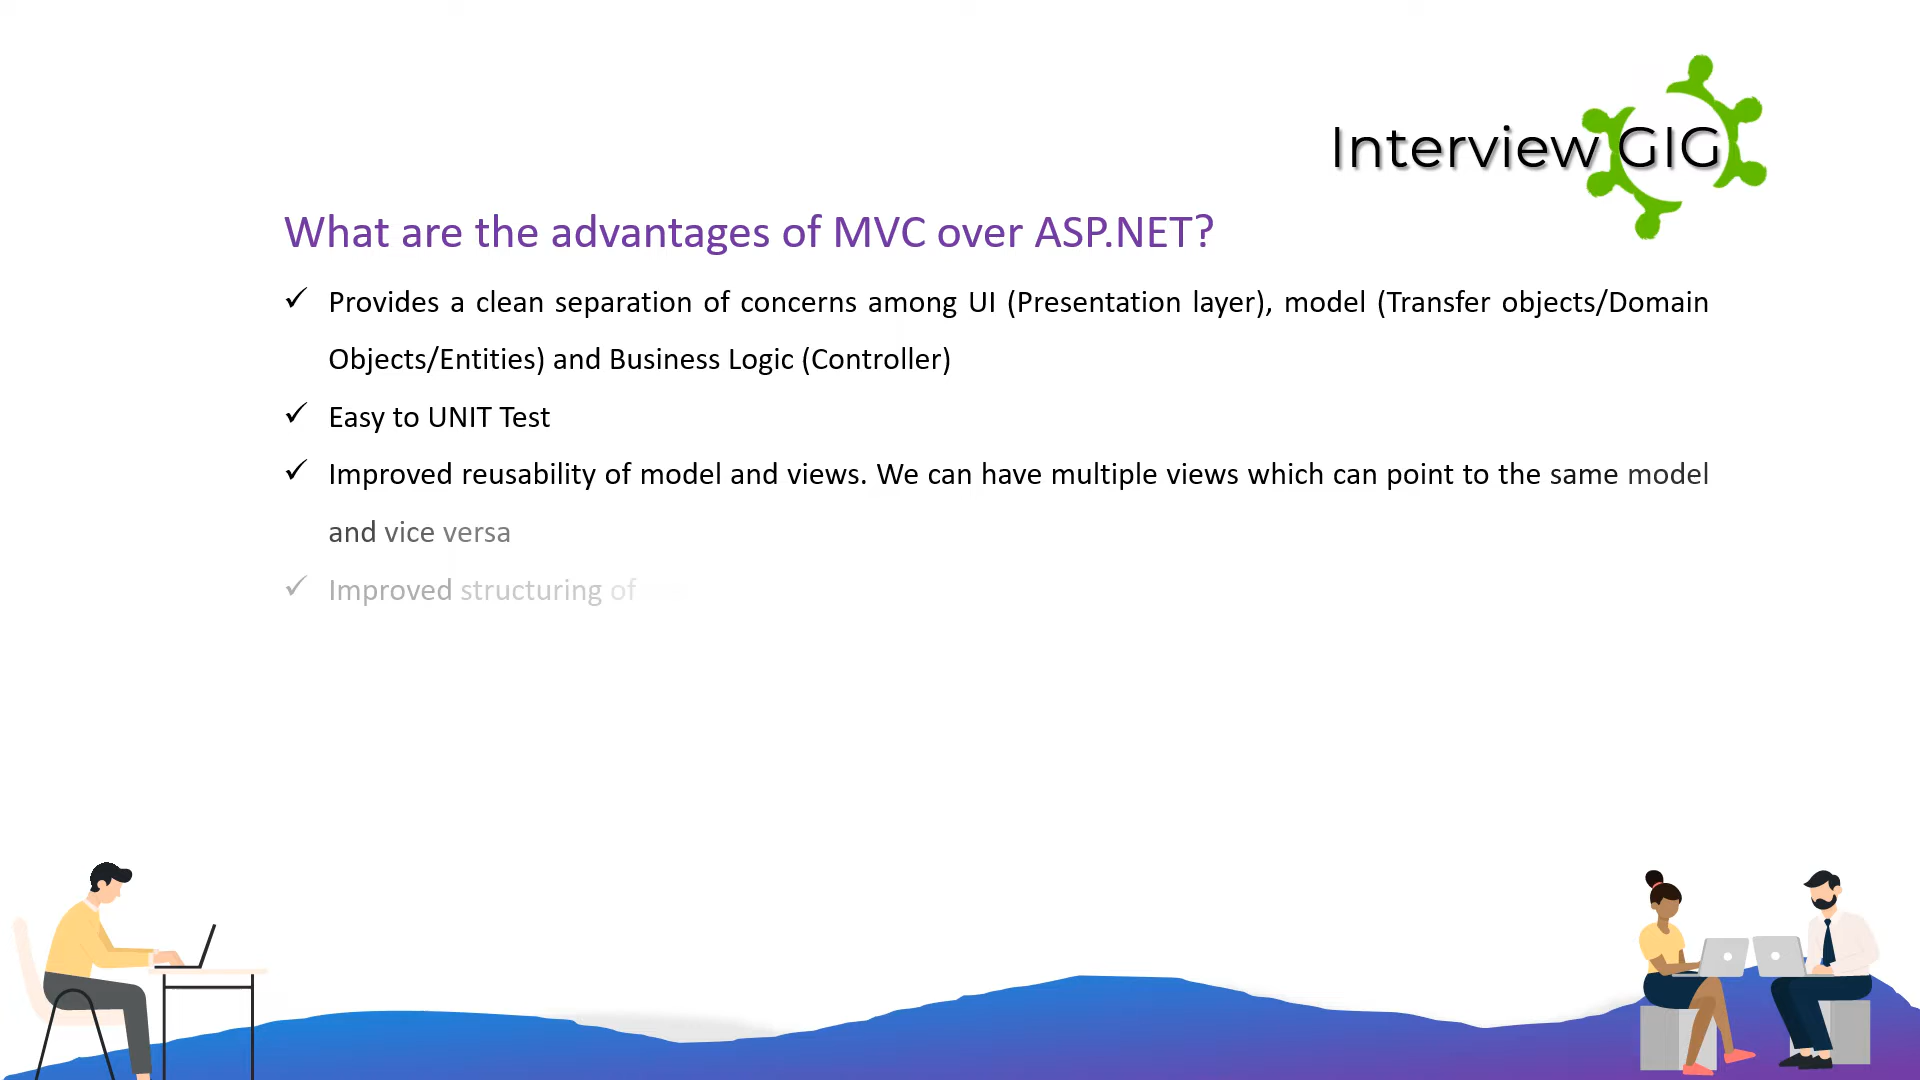 Interview GIG
What are the advantages of MVC over ASP.NET?
✓ Provides a clean separation of concerns among UI (Presentation layer), model (Transfer objects/Domain
Objects/Entities) and Business Logic (Controller)
✓ Easy to UNIT Test
✓ Improved reusability of model and views. We can have multiple views which can point to the same model
and vice versa
✓ Improved structuring of